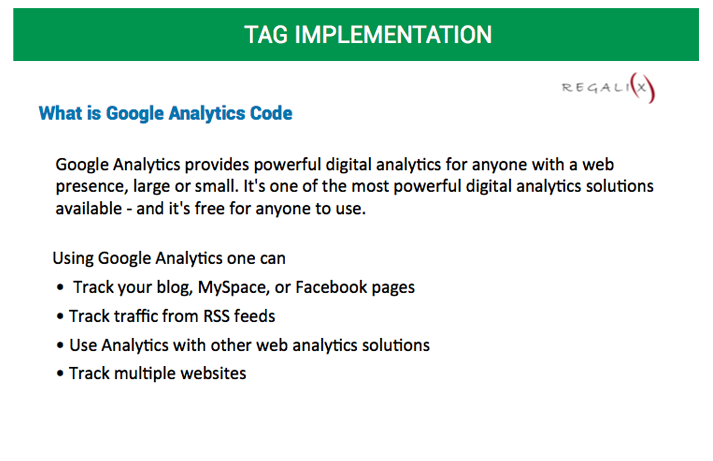 TAG IMPLEMENTATION
REGALI(X)
What is Google Analytics Code
Google Analytics provides powerful digital analytics for anyone with a web
presence, large or small. It's one of the most powerful digital analytics solutions
available - and it's free for anyone to use.
Using Google Analytics one can
• Track your blog, MySpace, or Facebook pages
• Track traffic from RSS feeds
• Use Analytics with other web analytics solutions
• Track multiple websites